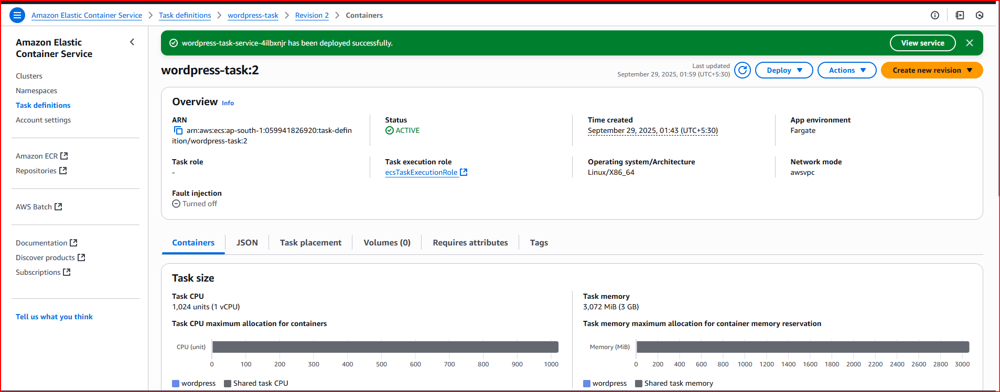 Amazon Elastic Container Service > Task definitions > wordpress-task > Revision 2 > Containers
Amazon Elastic
Container Service
Clusters
Namespaces
Task definitions
Account settings
Amazon ECR
Repositories
AWS Batch
Documentation
Discover products
Subscriptions
Tell us what you think
wordpress-task-service-4ilbxnjr has been deployed successfully.
View service
wordpress-task:2
Last updated
September 29, 2025, 01:59 (UTC+5:30)
Deploy
Actions
Create new revision
Overview Info
ARN
arn:aws:ecs:ap-south-1:059941826920:task-defin
ition/wordpress-task:2
Status
ACTIVE
Time created
September 29, 2025, 01:43 (UTC+5:30)
App environment
Fargate
Task role
-
Task execution role
ecsTaskExecutionRole
Operating system/Architecture
Linux/X86_64
Network mode
awsvpc
Fault injection
Turned off
Containers
JSON
Task placement
Volumes (0)
Requires attributes
Tags
Task size
Task CPU
1,024 units (1 vCPU)
Task CPU maximum allocation for containers
CPU (unit)
0 100 200 300 400 500 600 700 800 900 1000
wordpress Shared task CPU
Task memory
3,072 MiB (3 GB)
Task memory maximum allocation for container memory reservation
Memory (MiB)
0 200 400 600 800 1000 1200 1400 1600 1800 2000 2200 2400 2600 2800 3000
wordpress Shared task memory